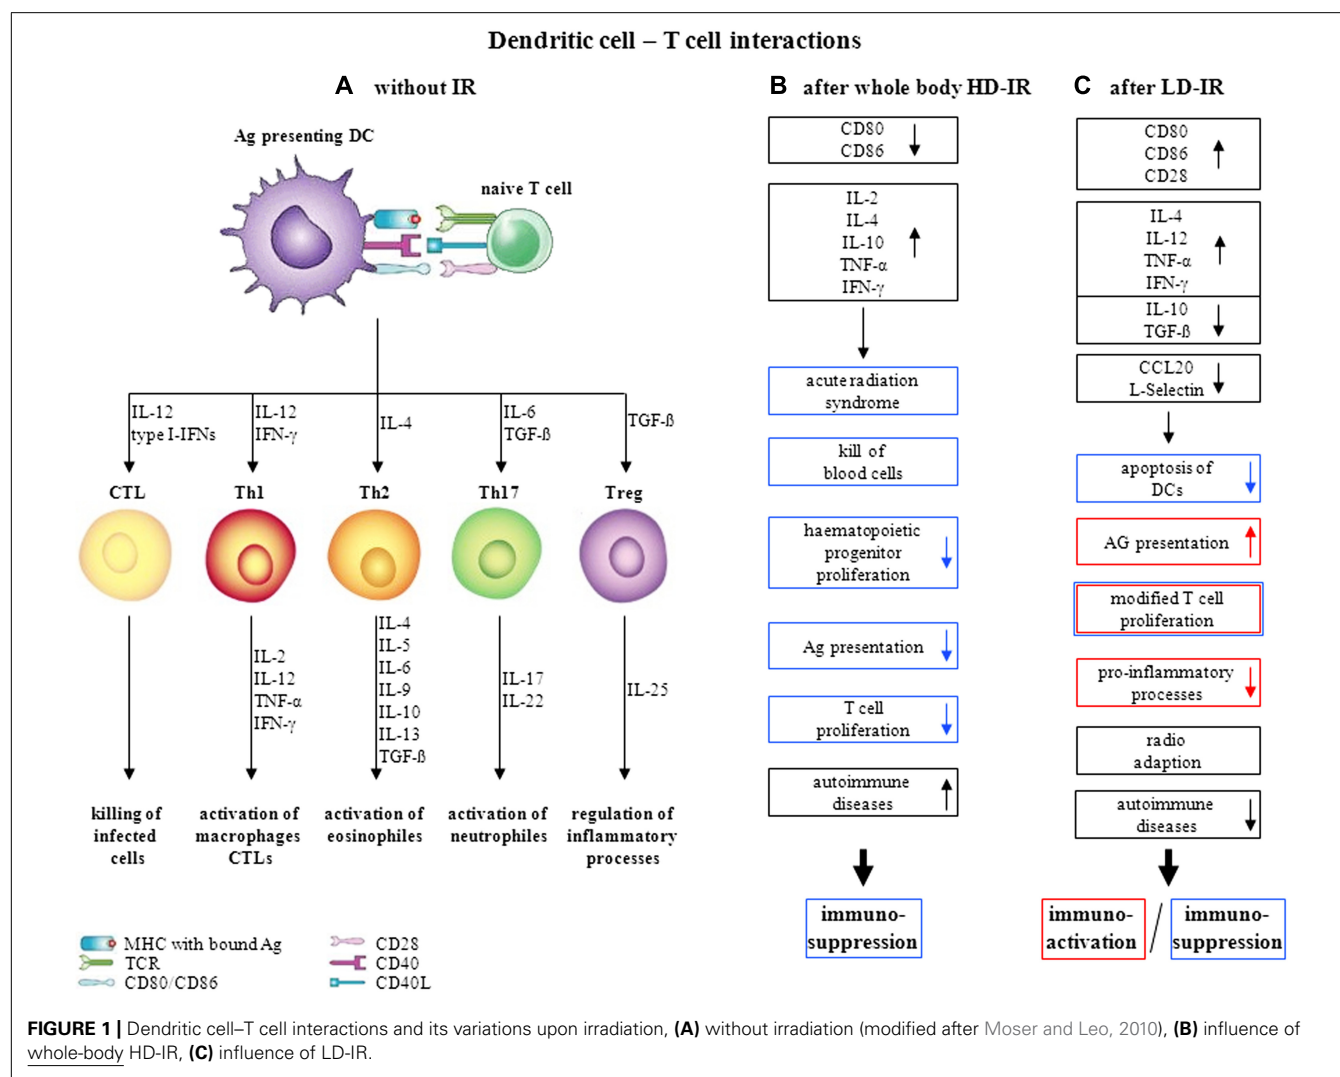 Dendritic cell – T cell interactions
A without IR
Ag presenting DC
naive T cell
IL-12
type I-IFNs
IL-12
IFN-γ
IL-4
IL-6
TGF-ß
TGF-ß
CTL
Th1
Th2
Th17
Treg
IL-2
IL-12
TNF-α
IFN-γ
IL-4
IL-5
IL-6
IL-9
IL-10
IL-13
TGF-ß
IL-17
IL-22
IL-25
killing of
infected
cells
activation of
macrophages
CTLs
activation of
eosinophiles
activation of
neutrophiles
regulation of
inflammatory
processes
MHC with bound Ag
TCR
CD80/CD86
CD28
CD40
CD40L
B after whole body HD-IR
CD80
CD86
IL-2
IL-4
IL-10
TNF-α
IFN-γ
acute radiation
syndrome
kill of
blood cells
haematopoietic
progenitor
proliferation
Ag presentation
T cell
proliferation
autoimmune
diseases
immuno-
suppression
C after LD-IR
CD80
CD86
CD28
IL-4
IL-12
TNF-α
IFN-γ
IL-10
TGF-ß
CCL20
L-Selectin
apoptosis of
DCs
AG presentation
modified T cell
proliferation
pro-inflammatory
processes
radio
adaption
autoimmune
diseases
immuno-
activation
/
immuno-
suppression
FIGURE 1 | Dendritic cell–T cell interactions and its variations upon irradiation, (A) without irradiation (modified after Moser and Leo, 2010), (B) influence of
whole-body HD-IR, (C) influence of LD-IR.